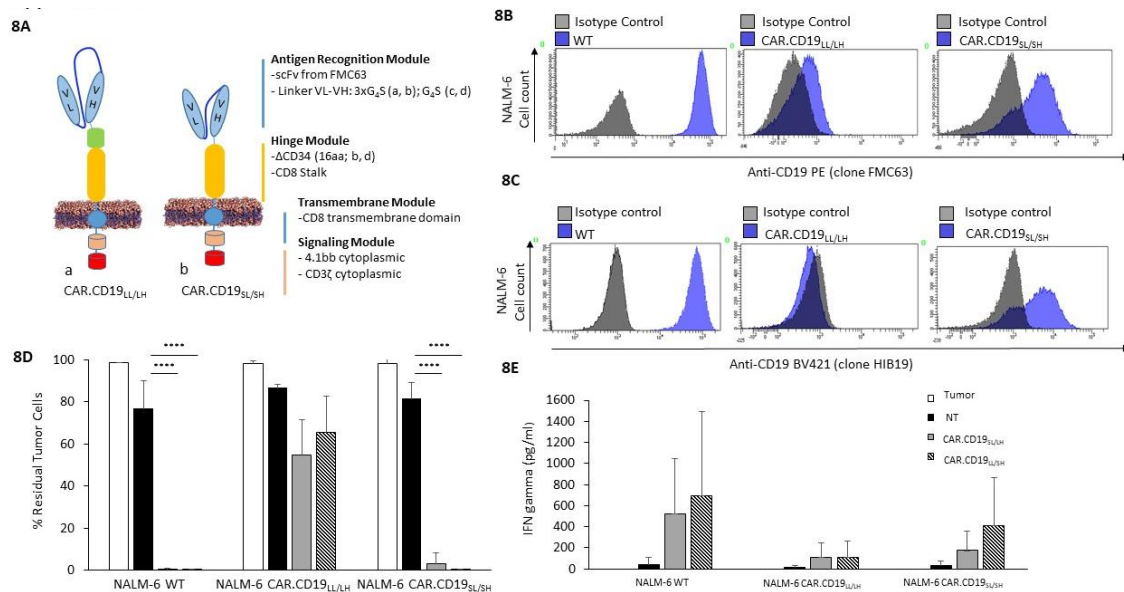 8A
Antigen Recognition Module
-scFv from FMC63
- Linker VL-VH: 3xG₄S (a, b); G₄S (c, d)
Hinge Module
-ΔCD34 (16aa; b, d)
-CD8 Stalk
Transmembrane Module
-CD8 transmembrane domain
Signaling Module
- 4.1bb cytoplasmic
- CD3ζ cytoplasmic
VL
VH
VL
VH
a
b
CAR.CD19LL/LH
CAR.CD19SL/SH
8B
Isotype Control
WT
Isotype Control
CAR.CD19LL/LH
Isotype Control
CAR.CD19SL/SH
NALM-6
Cell count
Anti-CD19 PE (clone FMC63)
8C
Isotype control
WT
Isotype control
CAR.CD19LL/LH
Isotype control
CAR.CD19SL/SH
NALM-6
Cell count
Anti-CD19 BV421 (clone HIB19)
8D
% Residual Tumor Cells
100
80
60
40
20
0
****
****
****
****
NALM-6 WT
NALM-6 CAR.CD19LL/LH
NALM-6 CAR.CD19SL/SH
8E
IFN gamma (pg/ml)
1600
1400
1200
1000
800
600
400
200
0
Tumor
NT
CAR.CD19SL/LH
CAR.CD19LL/SH
NALM-6 WT
NALM-6 CAR.CD19LL/LH
NALM-6 CAR.CD19SL/SH